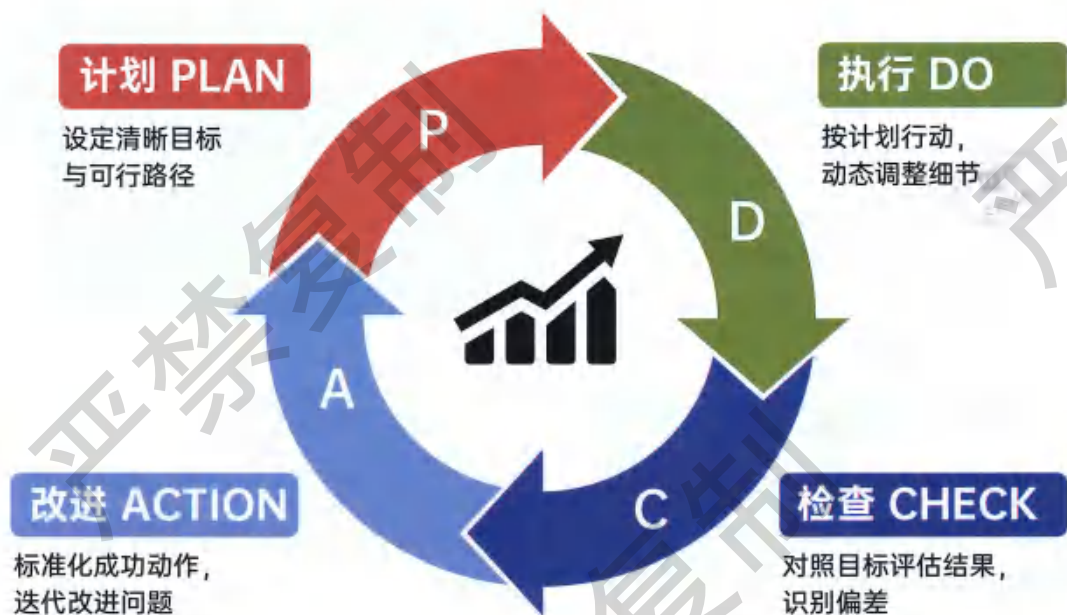 计划 PLAN
设定清晰目标
与可行路径
执行 DO
按计划行动,
动态调整细节
P
D
C
A
改进 ACTION
标准化成功动作,
迭代改进问题
检查 CHECK
对照目标评估结果,
识别偏差
严禁复制
严
复制